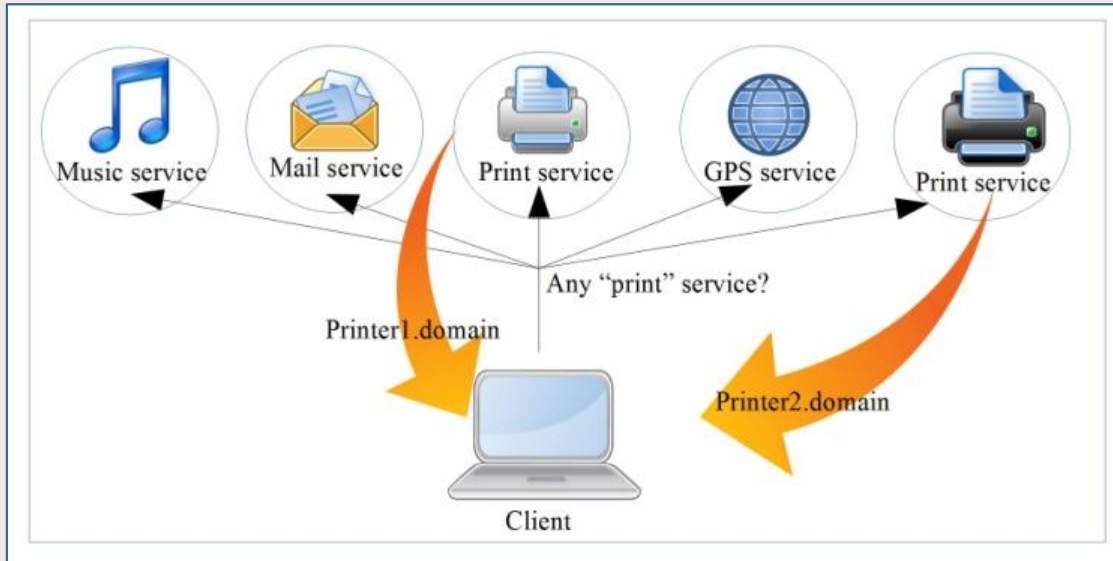 Music service
Mail service
Print service
GPS service
Print service
Any “print” service?
Printer1.domain
Printer2.domain
Client